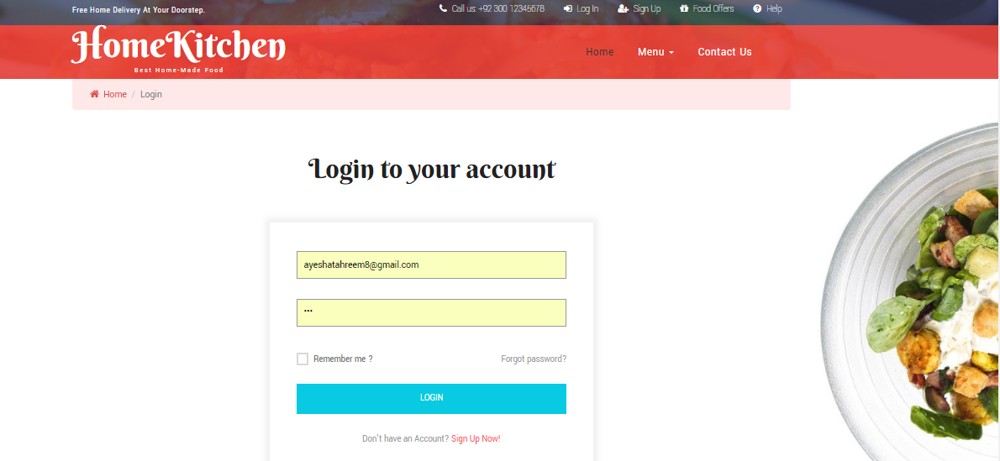 Free Home Delivery At Your Doorstep.
Call us: +92 300 12345678 Log In Sign Up Food Offers Help
HomeKitchen
Best Home-Made Food
Home Menu Contact Us
Home / Login
Login to your account
ayeshatahreem8@gmail.com
•••
Remember me ? Forgot password?
LOGIN
Don't have an Account? Sign Up Now!